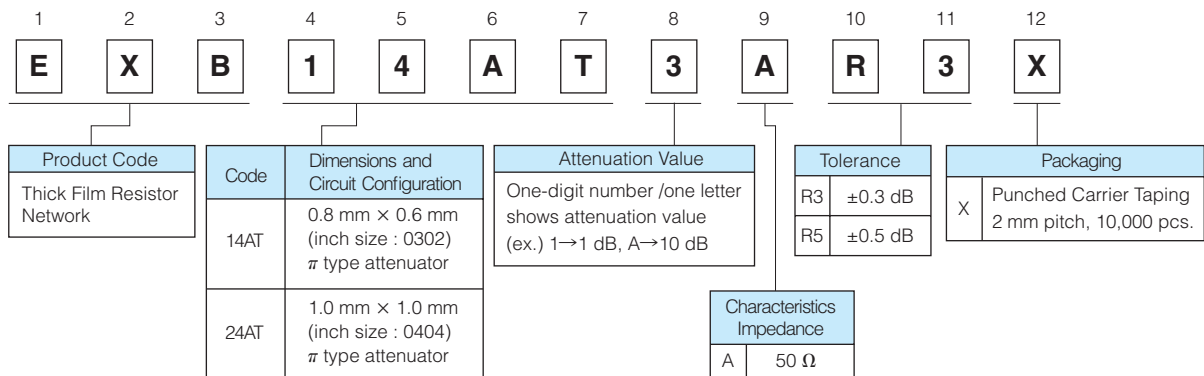 1 2 3 4 5 6 7 8 9 10 11 12
E X B 1 4 A T 3 A R 3 X
Product Code
Thick Film Resistor
Network
Code
Dimensions and
Circuit Configuration
14AT
0.8 mm × 0.6 mm
(inch size : 0302)
π type attenuator
24AT
1.0 mm × 1.0 mm
(inch size : 0404)
π type attenuator
Attenuation Value
One-digit number /one letter
shows attenuation value
(ex.) 1→1 dB, A→10 dB
Characteristics
Impedance
A 50 Ω
Tolerance
R3 ±0.3 dB
R5 ±0.5 dB
Packaging
X
Punched Carrier Taping
2 mm pitch, 10,000 pcs.